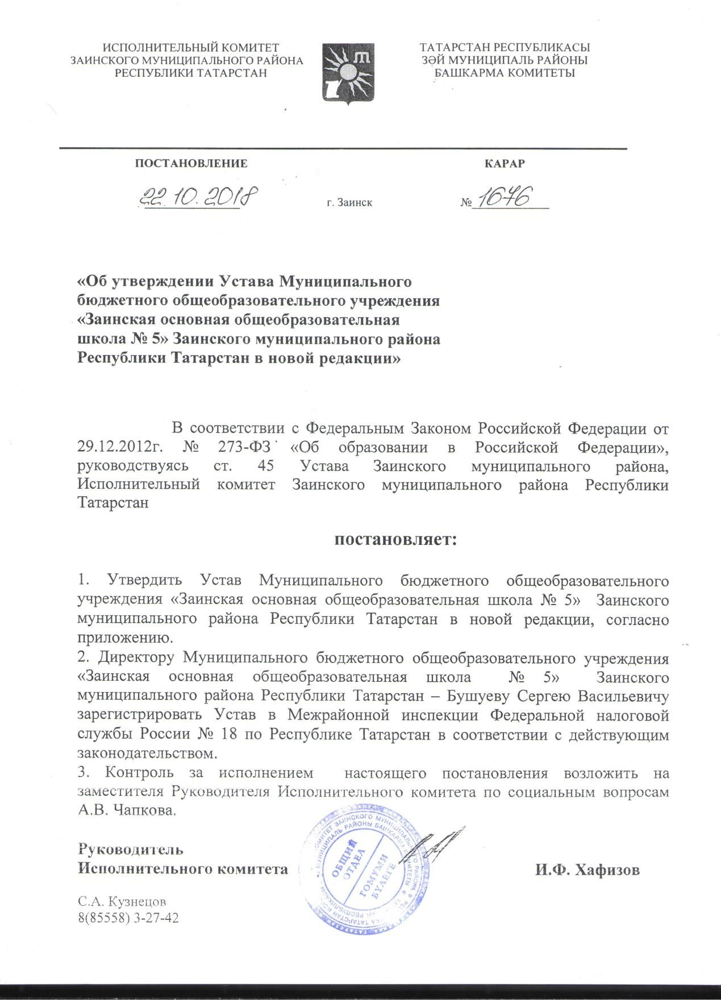 ИСПОЛНИТЕЛЬНЫЙ КОМИТЕТ
ЗАИНСКОГО МУНИЦИПАЛЬНОГО РАЙОНА
РЕСПУБЛИКИ ТАТАРСТАН
ТАТАРСТАН РЕСПУБЛИКАСЫ
ЗӘЙ МУНИЦИПАЛЬ РАЙОНЫ
БАШКАРМА КОМИТЕТЫ
ПОСТАНОВЛЕНИЕ
КАРАР
22.10.2018
г. Заинск
№ 1676
«Об утверждении Устава Муниципального
бюджетного общеобразовательного учреждения
«Заинская основная общеобразовательная
школа № 5» Заинского муниципального района
Республики Татарстан в новой редакции»
В соответствии с Федеральным Законом Российской Федерации от
29.12.2012г. № 273-ФЗ «Об образовании в Российской Федерации»,
руководствуясь ст. 45 Устава Заинского муниципального района,
Исполнительный комитет Заинского муниципального района Республики
Татарстан
постановляет:
1. Утвердить Устав Муниципального бюджетного общеобразовательного
учреждения «Заинская основная общеобразовательная школа № 5» Заинского
муниципального района Республики Татарстан в новой редакции, согласно
приложению.
2. Директору Муниципального бюджетного общеобразовательного учреждения
«Заинская основная общеобразовательная школа № 5» Заинского
муниципального района Республики Татарстан – Бушуеву Сергею Васильевичу
зарегистрировать Устав в Межрайонной инспекции Федеральной налоговой
службы России № 18 по Республике Татарстан в соответствии с действующим
законодательством.
3. Контроль за исполнением настоящего постановления возложить на
заместителя Руководителя Исполнительного комитета по социальным вопросам
А.В. Чапкова.
Руководитель
Исполнительного комитета
И.Ф. Хафизов
ЗАИНСКОГО
МУНИЦИПАЛЬ РАЙОНЫ БАШКАРМА КОМИТЕТЫ
ОБЩИЙ
ОТДЕЛ
ГОМУМИ
БҮЛЕГЕ
С.А. Кузнецов
8(85558) 3-27-42